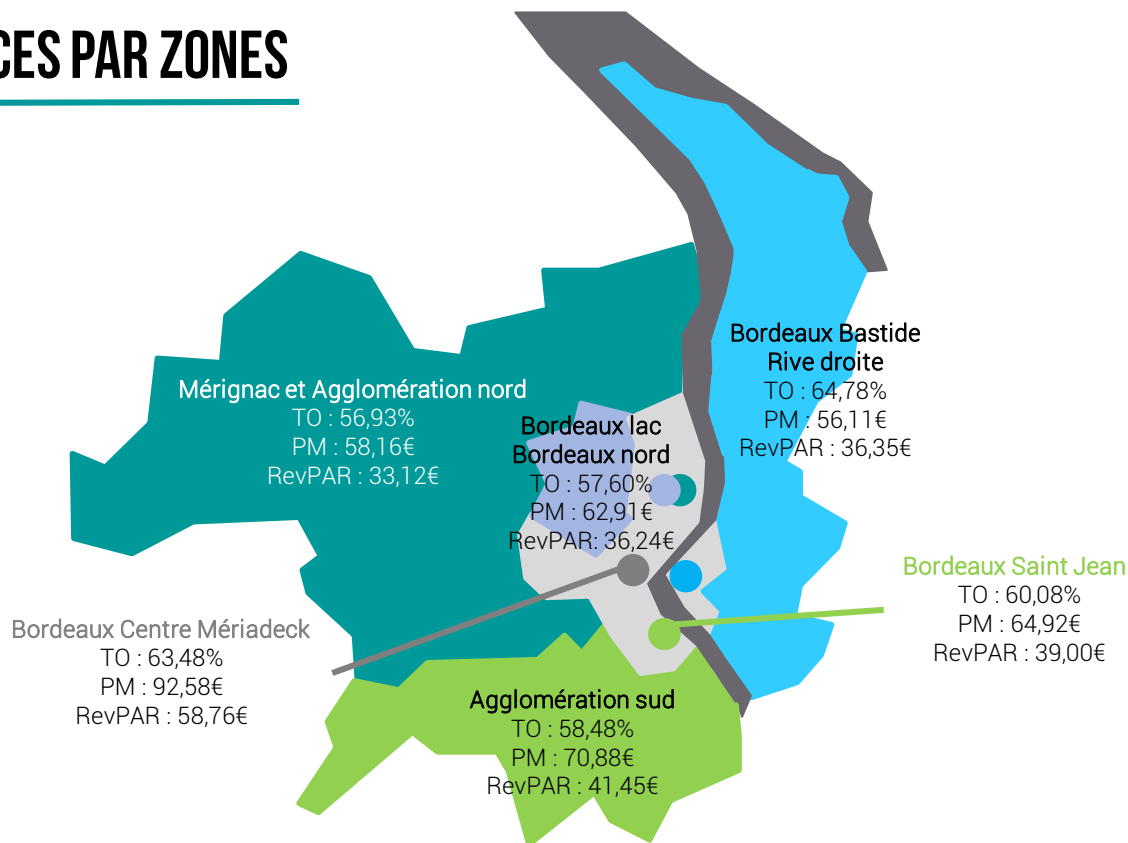 CES PAR ZONES
Bordeaux Bastide
Rive droite
TO : 64,78%
PM : 56,11€
RevPAR : 36,35€
Mérignac et Agglomération nord
TO : 56,93%
PM : 58,16€
RevPAR : 33,12€
Bordeaux lac
Bordeaux nord
TO : 57,60%
PM : 62,91€
RevPAR: 36,24€
Bordeaux Saint Jean
TO : 60,08%
PM : 64,92€
RevPAR : 39,00€
Bordeaux Centre Mériadeck
TO : 63,48%
PM : 92,58€
RevPAR : 58,76€
Agglomération sud
TO : 58,48%
PM : 70,88€
RevPAR : 41,45€